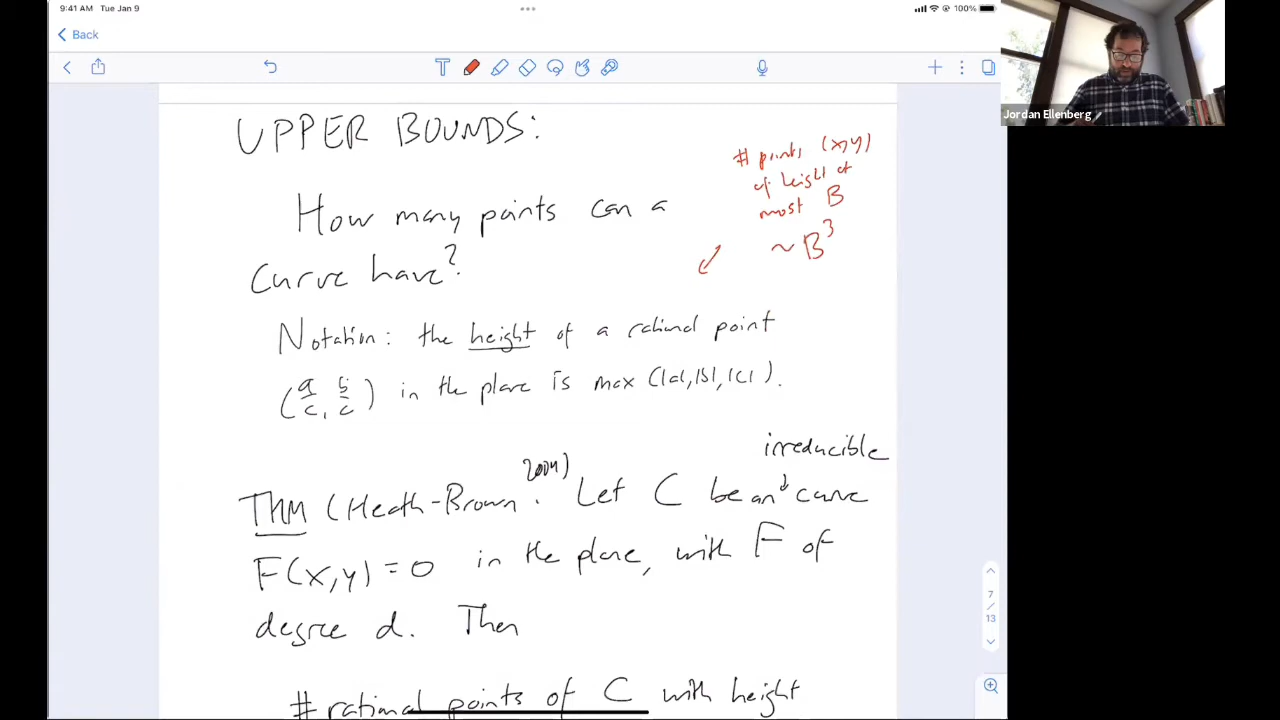 9:41 AM Tue Jan 9
100%
Back
Jordan Ellenberg
UPPER BOUNDS:
# points (x,y)
of height at
most B
~ B³
How many points can a
curve have?
Notation: the height of a rational point
(a/c, b/c) in the plane is max(|a|,|b|,|c|).
irreducible
THM (Heath-Brown 2004) . Let C be an curve
F(x,y) = 0 in the plane, with F of
degree d. Then
7
/
13
# rational points of C with height